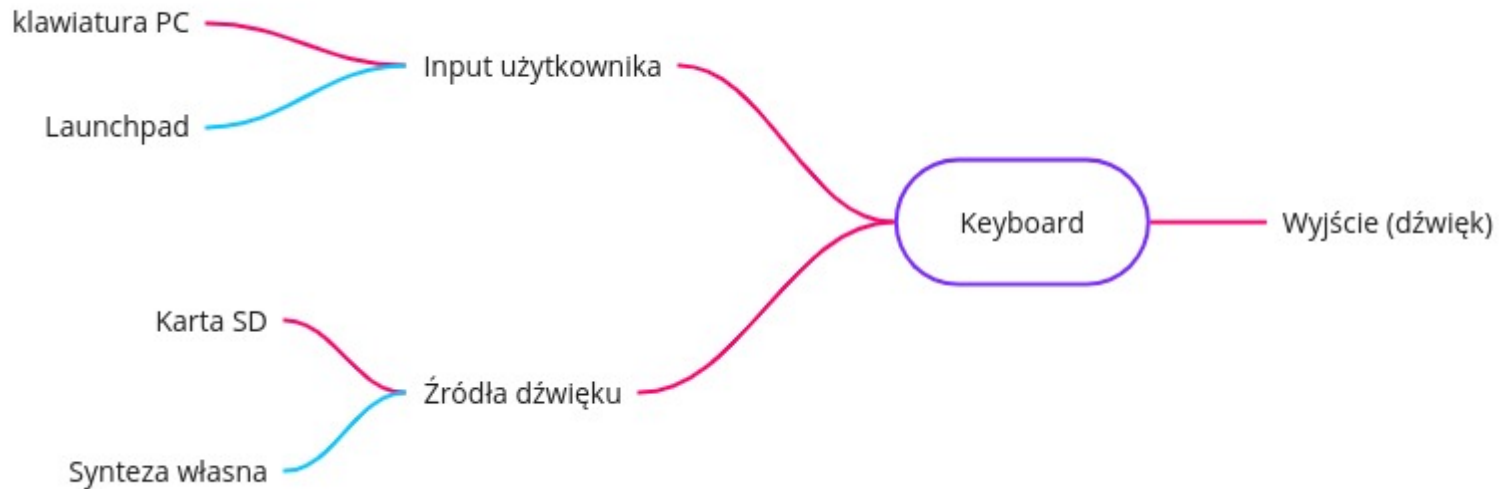 klawiatura PC
Input użytkownika
Launchpad
Keyboard
Wyjście (dźwięk)
Karta SD
Źródła dźwięku
Synteza własna